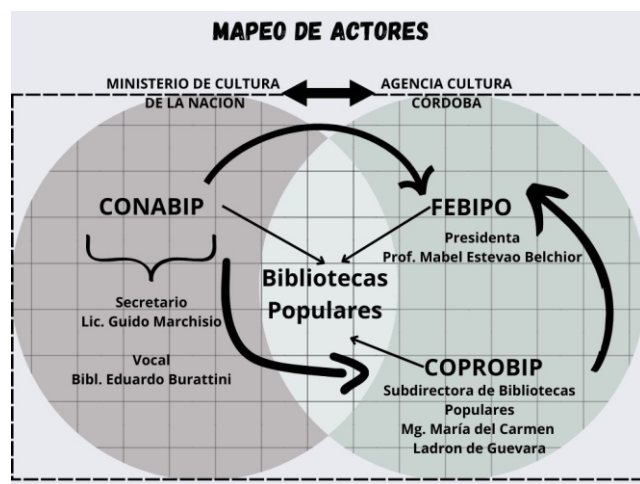 MAPEO DE ACTORES
MINISTERIO DE CULTURA
DE LA NACIÓN
AGENCIA CULTURA
CÓRDOBA
CONABIP
Secretario
Lic. Guido Marchisio
Vocal
Bibl. Eduardo Burattini
Bibliotecas
Populares
FEBIPO
Presidenta
Prof. Mabel Estevao Belchior
COPROBIP
Subdirectora de Bibliotecas
Populares
Mg. María del Carmen
Ladron de Guevara